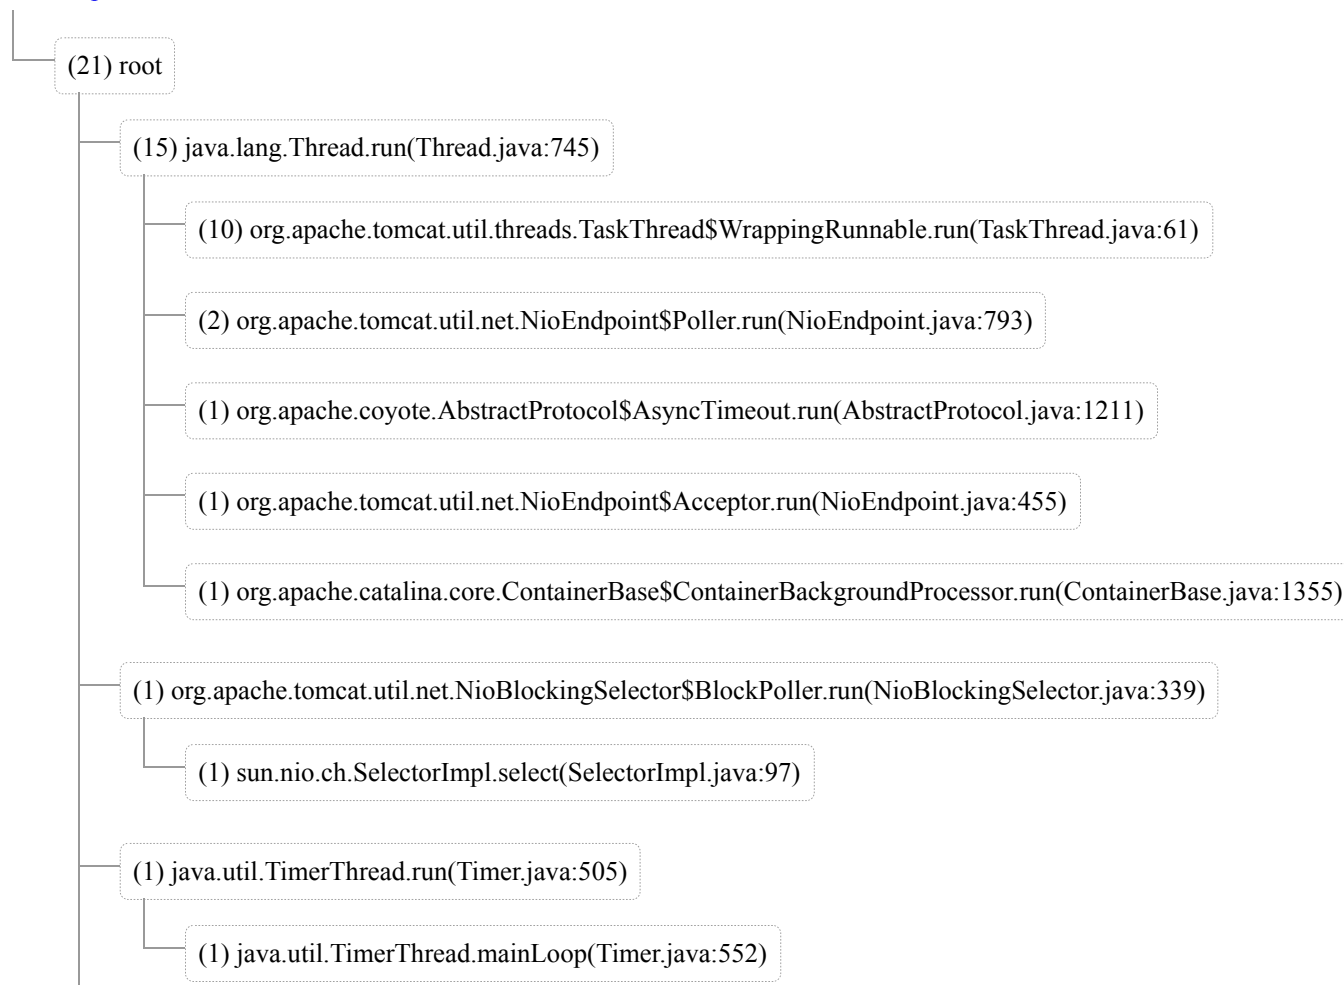 (21) root
(15) java.lang.Thread.run(Thread.java:745)
(10) org.apache.tomcat.util.threads.TaskThread$WrappingRunnable.run(TaskThread.java:61)
(2) org.apache.tomcat.util.net.NioEndpoint$Poller.run(NioEndpoint.java:793)
(1) org.apache.coyote.AbstractProtocol$AsyncTimeout.run(AbstractProtocol.java:1211)
(1) org.apache.tomcat.util.net.NioEndpoint$Acceptor.run(NioEndpoint.java:455)
(1) org.apache.catalina.core.ContainerBase$ContainerBackgroundProcessor.run(ContainerBase.java:1355)
(1) org.apache.tomcat.util.net.NioBlockingSelector$BlockPoller.run(NioBlockingSelector.java:339)
(1) sun.nio.ch.SelectorImpl.select(SelectorImpl.java:97)
(1) java.util.TimerThread.run(Timer.java:505)
(1) java.util.TimerThread.mainLoop(Timer.java:552)